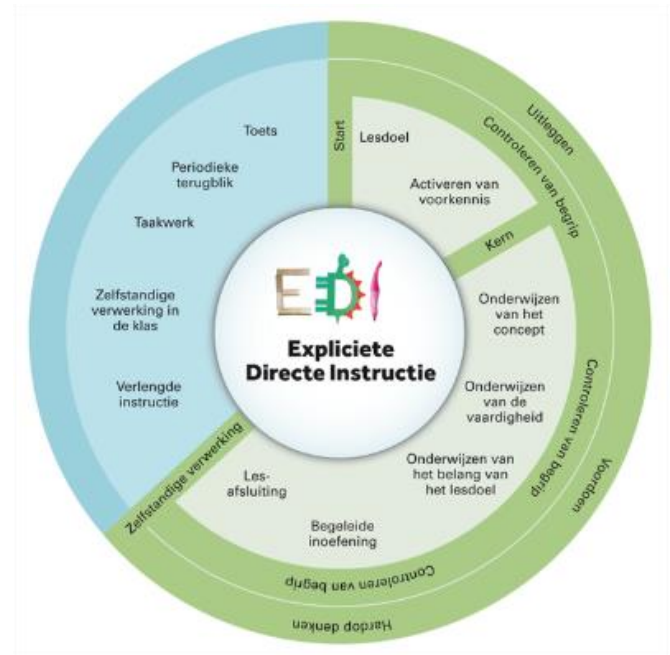 Start
Lesdoel
Activeren van
voorkennis
Uitleggen
Controleren van begrip
Kern
Onderwijzen
van het
concept
Onderwijzen
van de
vaardigheid
Onderwijzen van
het belang van
het lesdoel
Controleren van begrip
Voordoen
Begeleide
inoefening
Les-
afsluiting
Controleren van begrip
Hardop denken
Zelfstandige verwerking
Verlengde
instructie
Zelfstandige
verwerking in
de klas
Taakwerk
Periodieke
terugblik
Toets
EDI
Expliciete
Directe Instructie